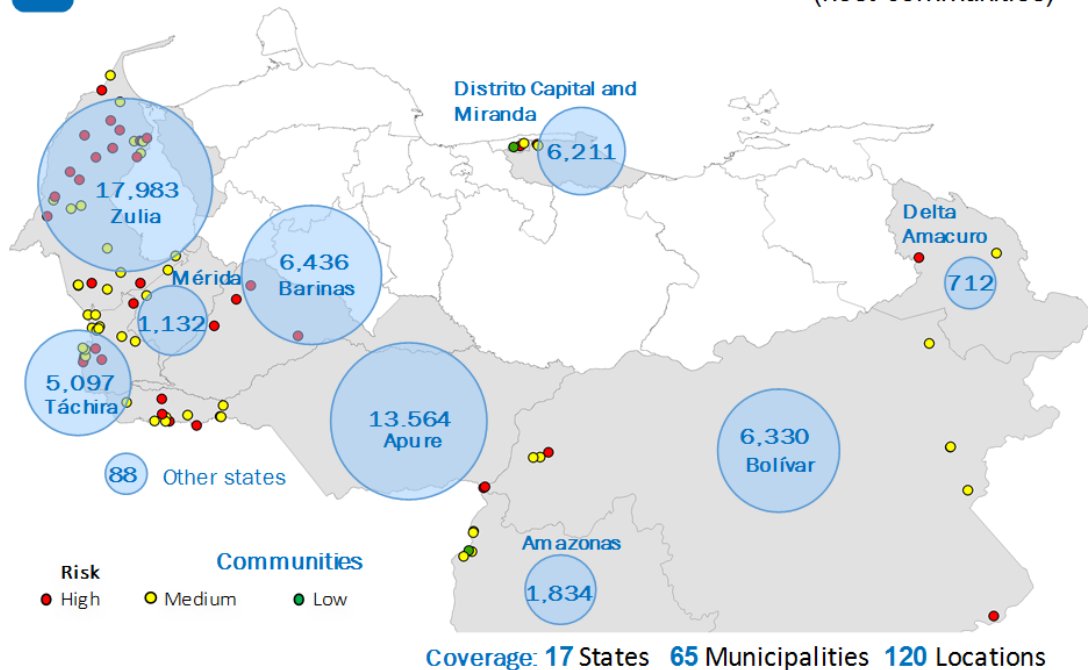 (host communities)
Distrito Capital and
Miranda
6,211
17,983
Zulia
Delta
Amacuro
712
6,436
Barinas
Mérida
1,132
5,097
Táchira
13.564
Apure
6,330
Bolívar
88 Other states
Amazonas
1,834
Communities
Risk
High Medium Low
Coverage: 17 States 65 Municipalities 120 Locations